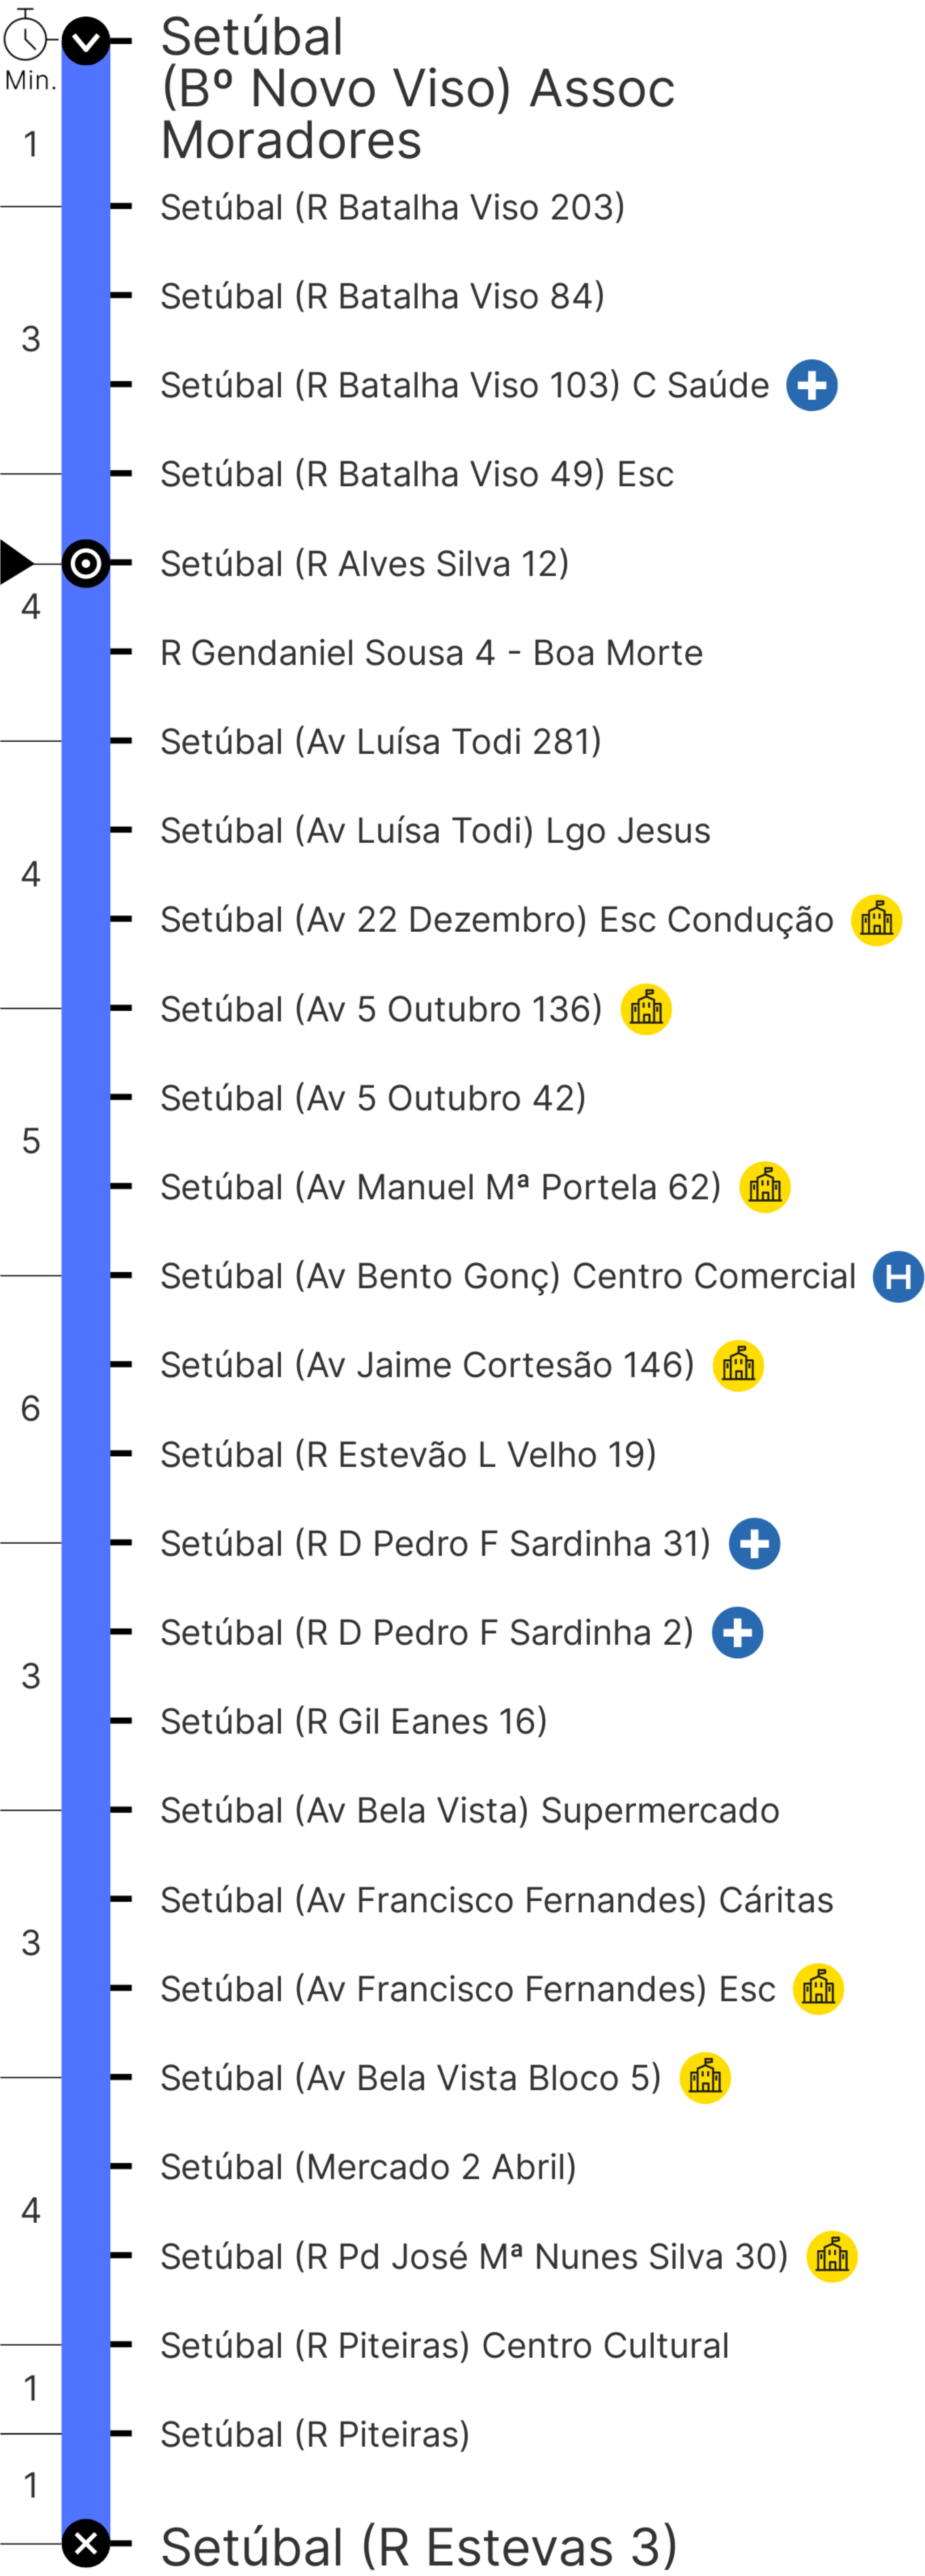 Setúbal
(Bº Novo Viso) Assoc
Moradores
Min.
1
Setúbal (R Batalha Viso 203)
Setúbal (R Batalha Viso 84)
3
Setúbal (R Batalha Viso 103) C Saúde
Setúbal (R Batalha Viso 49) Esc
Setúbal (R Alves Silva 12)
4
R Gendaniel Sousa 4 - Boa Morte
Setúbal (Av Luísa Todi 281)
Setúbal (Av Luísa Todi) Lgo Jesus
4
Setúbal (Av 22 Dezembro) Esc Condução
Setúbal (Av 5 Outubro 136)
Setúbal (Av 5 Outubro 42)
5
Setúbal (Av Manuel Mª Portela 62)
Setúbal (Av Bento Gonç) Centro Comercial H
Setúbal (Av Jaime Cortesão 146)
6
Setúbal (R Estevão L Velho 19)
Setúbal (R D Pedro F Sardinha 31)
Setúbal (R D Pedro F Sardinha 2)
3
Setúbal (R Gil Eanes 16)
Setúbal (Av Bela Vista) Supermercado
Setúbal (Av Francisco Fernandes) Cáritas
3
Setúbal (Av Francisco Fernandes) Esc
Setúbal (Av Bela Vista Bloco 5)
Setúbal (Mercado 2 Abril)
4
Setúbal (R Pd José Mª Nunes Silva 30)
Setúbal (R Piteiras) Centro Cultural
1
Setúbal (R Piteiras)
1
Setúbal (R Estevas 3)